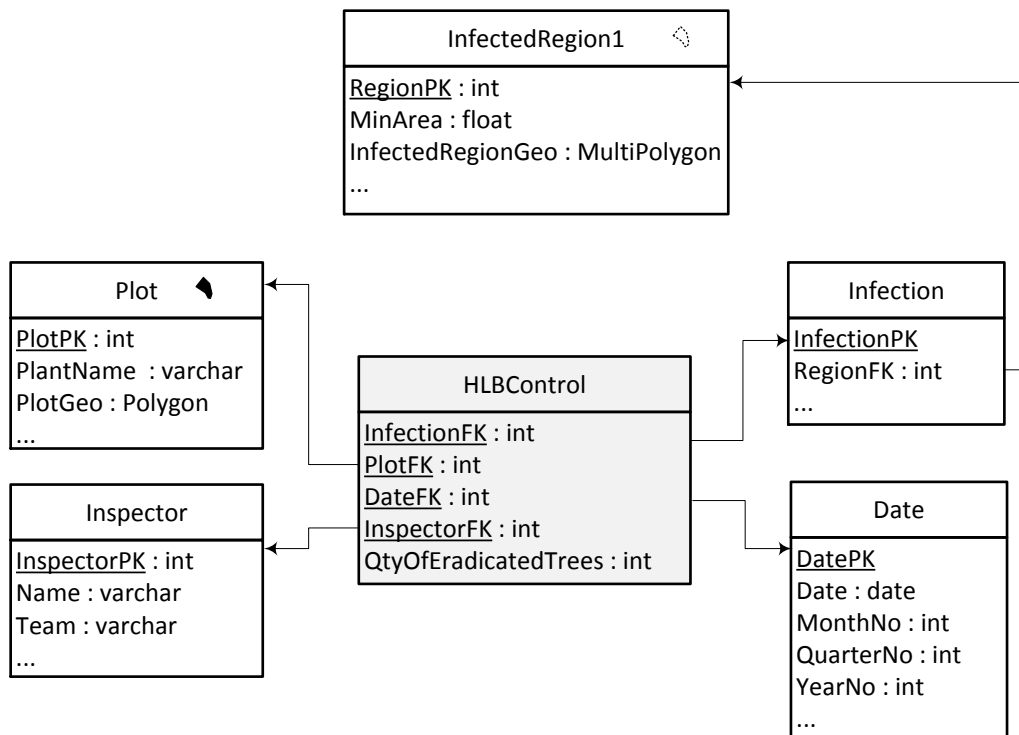 InfectedRegion1
RegionPK : int
MinArea : float
InfectedRegionGeo : MultiPolygon
...
Plot
PlotPK : int
PlantName : varchar
PlotGeo : Polygon
...
Infection
InfectionPK
RegionFK : int
...
HLBControl
InfectionFK : int
PlotFK : int
DateFK : int
InspectorFK : int
QtyOfEradicatedTrees : int
Inspector
InspectorPK : int
Name : varchar
Team : varchar
...
Date
DatePK
Date : date
MonthNo : int
QuarterNo : int
YearNo : int
...